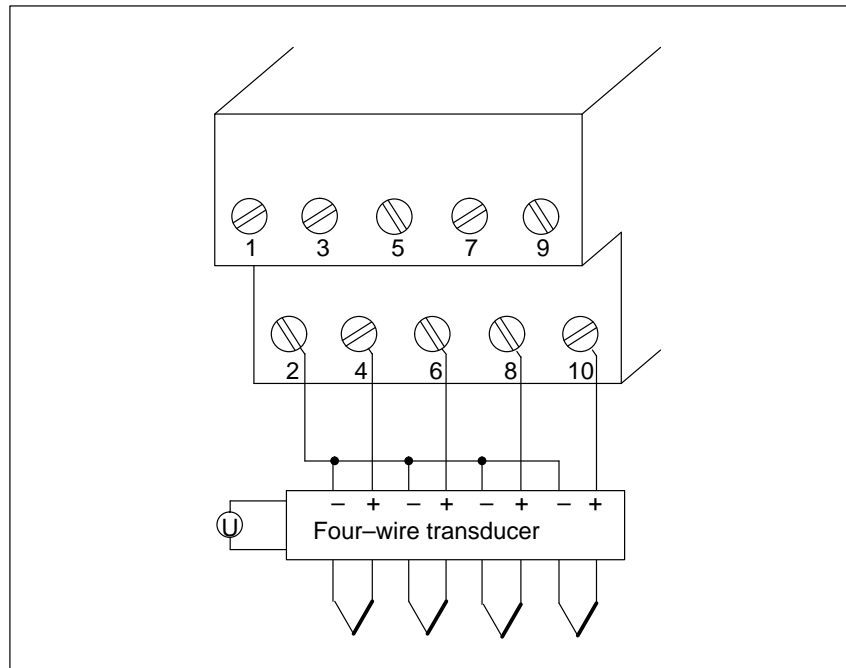 1 3 5 7 9
2 4 6 8 10
– + – + – + – +
U
Four–wire transducer